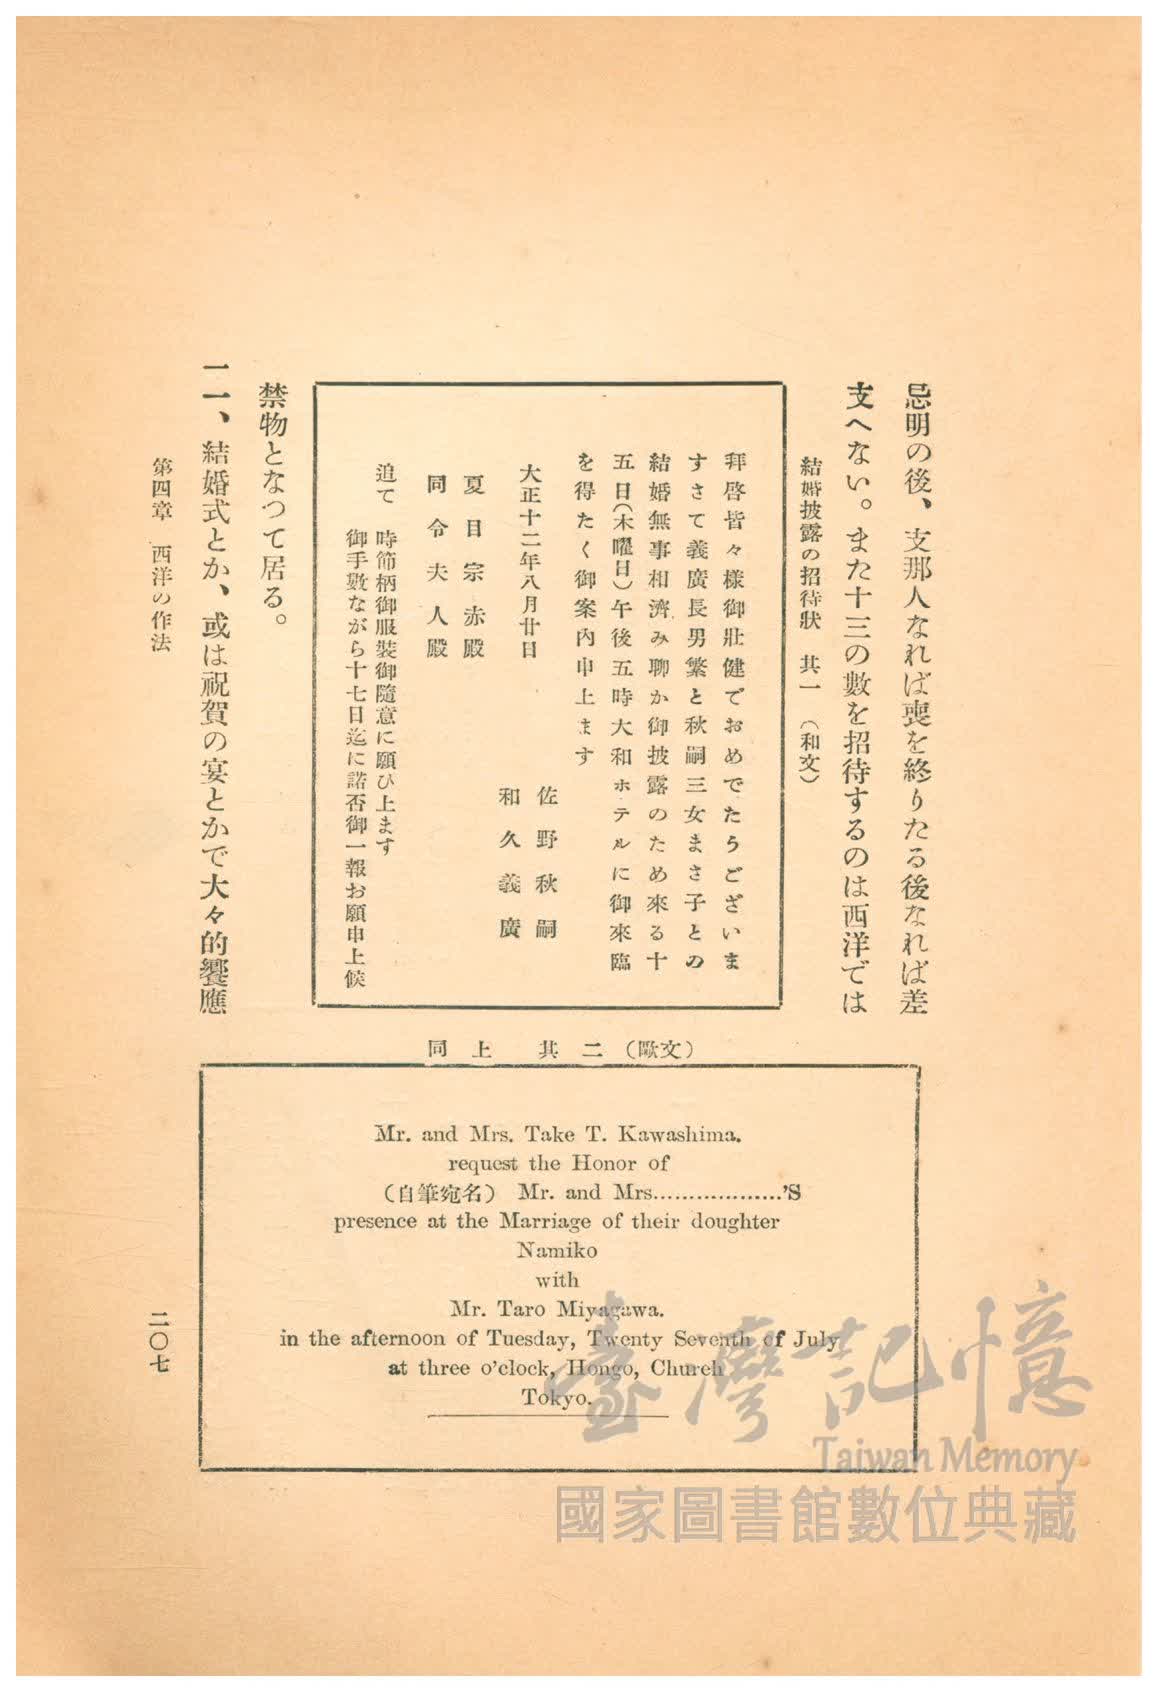 忌明の後、支那人なれば喪を終りたる後なれば差
支へない。また十三の數を招待するのは西洋では
結婚披露の招待狀　其一　（和文）
拜啓皆々様御壯健でおめでたうございま
すさて義廣長男繁と秋嗣三女まさ子との
結婚無事相濟み聊か御披露のため來る十
五日（木曜日）午後五時大和ホテルに御來臨
を得たく御案內申上ます
佐野秋嗣
大正十二年八月廿日
和久義廣
夏目宗赤殿
同令夫人殿
追て　時節柄御服裝御隨意に願ひ上ます
御手數ながら十七日迄に諾否御一報お願申上候
禁物となつて居る。
二一、結婚式とか、或は祝賀の宴とかで大々的饗應
第四章　西洋の作法
二〇七
同上　其二（歐文）
Mr. and Mrs. Take T. Kawashima.
request the Honor of
（自筆宛名） Mr. and Mrs..................'S
presence at the Marriage of their doughter
Namiko
with
Mr. Taro Miyagawa.
in the afternoon of Tuesday, Twenty Seventh of July
at three o'clock, Hongo, Church
Tokyo.
臺灣記憶
Taiwan Memory
國家圖書館數位典藏